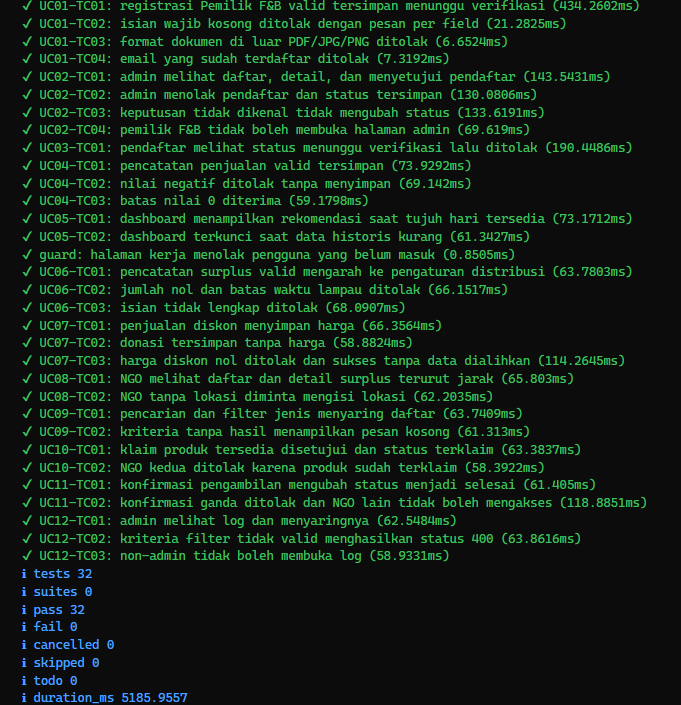 ✔ UC01-TC01: registrasi Pemilik F&B valid tersimpan menunggu verifikasi (434.2602ms)
✔ UC01-TC02: isian wajib kosong ditolak dengan pesan per field (21.2825ms)
✔ UC01-TC03: format dokumen di luar PDF/JPG/PNG ditolak (6.6524ms)
✔ UC01-TC04: email yang sudah terdaftar ditolak (7.3192ms)
✔ UC02-TC01: admin melihat daftar, detail, dan menyetujui pendaftar (143.5431ms)
✔ UC02-TC02: admin menolak pendaftar dan status tersimpan (130.0806ms)
✔ UC02-TC03: keputusan tidak dikenal tidak mengubah status (133.6191ms)
✔ UC02-TC04: pemilik F&B tidak boleh membuka halaman admin (69.619ms)
✔ UC03-TC01: pendaftar melihat status menunggu verifikasi lalu ditolak (190.4486ms)
✔ UC04-TC01: pencatatan penjualan valid tersimpan (73.9292ms)
✔ UC04-TC02: nilai negatif ditolak tanpa menyimpan (69.142ms)
✔ UC04-TC03: batas nilai 0 diterima (59.1798ms)
✔ UC05-TC01: dashboard menampilkan rekomendasi saat tujuh hari tersedia (73.1712ms)
✔ UC05-TC02: dashboard terkunci saat data historis kurang (61.3427ms)
✔ guard: halaman kerja menolak pengguna yang belum masuk (0.8505ms)
✔ UC06-TC01: pencatatan surplus valid mengarah ke pengaturan distribusi (63.7803ms)
✔ UC06-TC02: jumlah nol dan batas waktu lampau ditolak (66.1517ms)
✔ UC06-TC03: isian tidak lengkap ditolak (68.0907ms)
✔ UC07-TC01: penjualan diskon menyimpan harga (66.3564ms)
✔ UC07-TC02: donasi tersimpan tanpa harga (58.8824ms)
✔ UC07-TC03: harga diskon nol ditolak dan sukses tanpa data dialihkan (114.2645ms)
✔ UC08-TC01: NGO melihat daftar dan detail surplus terurut jarak (65.803ms)
✔ UC08-TC02: NGO tanpa lokasi diminta mengisi lokasi (62.2035ms)
✔ UC09-TC01: pencarian dan filter jenis menyaring daftar (63.7409ms)
✔ UC09-TC02: kriteria tanpa hasil menampilkan pesan kosong (61.313ms)
✔ UC10-TC01: klaim produk tersedia disetujui dan status terklaim (63.3837ms)
✔ UC10-TC02: NGO kedua ditolak karena produk sudah terklaim (58.3922ms)
✔ UC11-TC01: konfirmasi pengambilan mengubah status menjadi selesai (61.405ms)
✔ UC11-TC02: konfirmasi ganda ditolak dan NGO lain tidak boleh mengakses (118.8851ms)
✔ UC12-TC01: admin melihat log dan menyaringnya (62.5484ms)
✔ UC12-TC02: kriteria filter tidak valid menghasilkan status 400 (63.8616ms)
✔ UC12-TC03: non-admin tidak boleh membuka log (58.9331ms)
ℹ tests 32
ℹ suites 0
ℹ pass 32
ℹ fail 0
ℹ cancelled 0
ℹ skipped 0
ℹ todo 0
ℹ duration_ms 5185.9557